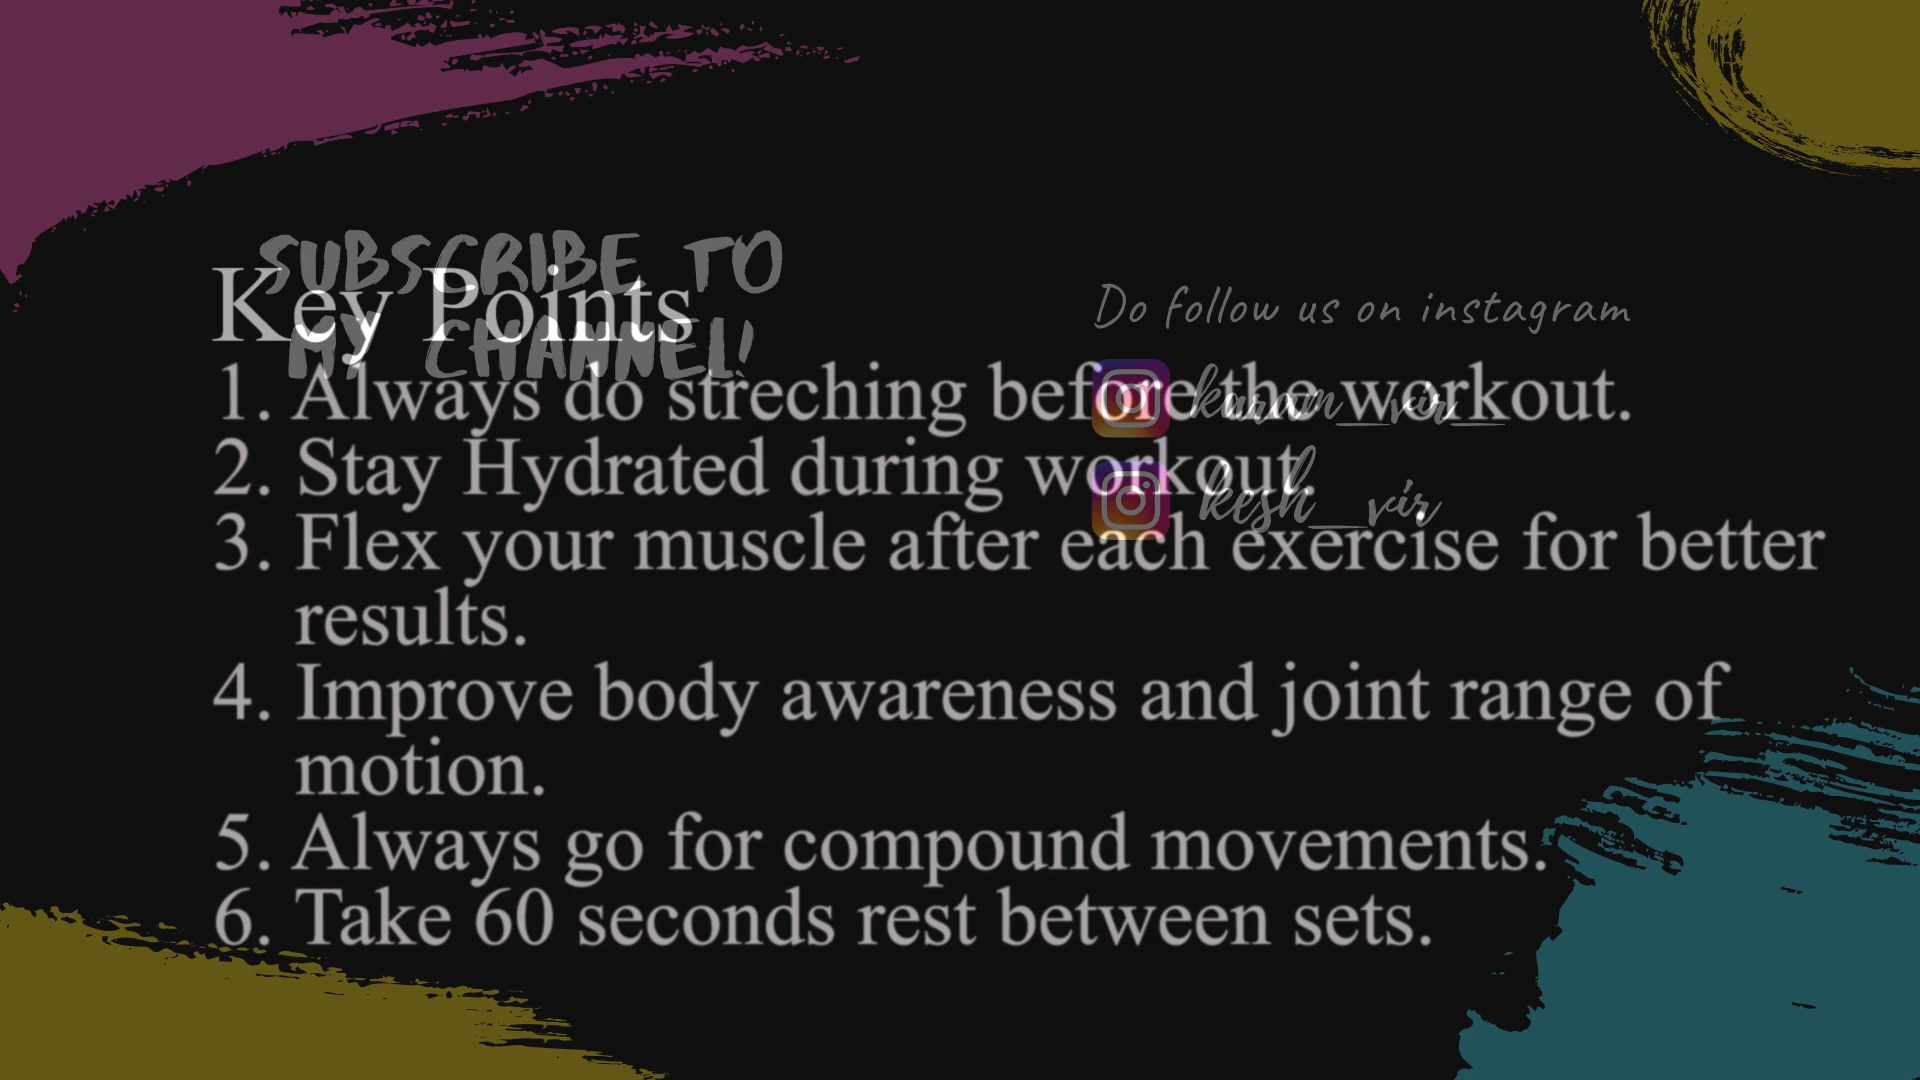 SUBSCRIBE TO
MY CHANNEL!
Key Points
Do follow us on instagram
1. Always do streching before the workout.
karam__vir__
2. Stay Hydrated during workout.
kesh__vir
3. Flex your muscle after each exercise for better
results.
4. Improve body awareness and joint range of
motion.
5. Always go for compound movements.
6. Take 60 seconds rest between sets.